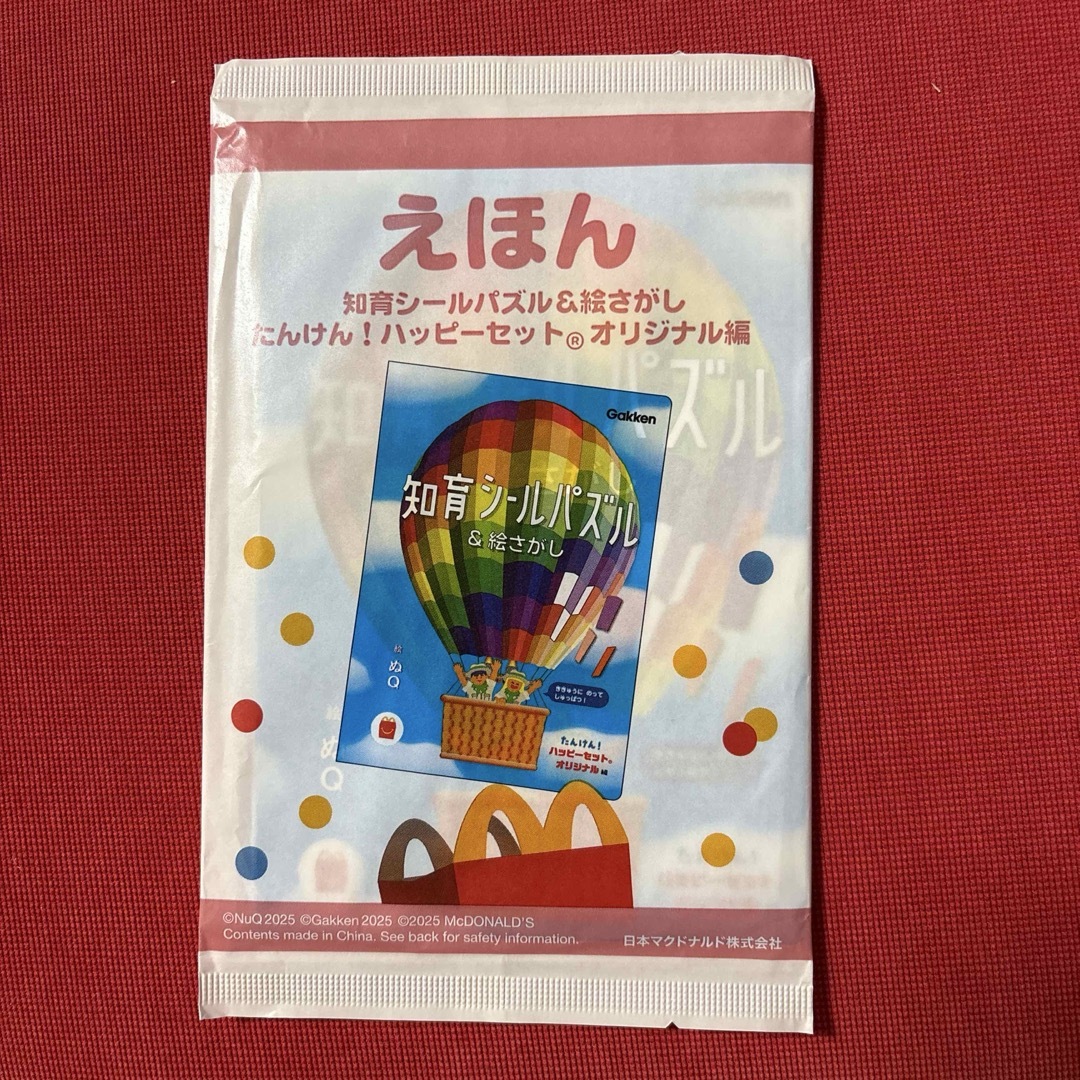 えほん
知育シールパズル&絵さがし
たんけん！ハッピーセット® オリジナル編
Gakken
知育シールパズル
&絵さがし
絵 ぬQ
ききゅうに のって
しゅっぱつ！
たんけん！
ハッピーセット®
オリジナル編
©NuQ 2025 ©Gakken 2025 ©2025 McDONALD'S
Contents made in China. See back for safety information.
日本マクドナルド株式会社